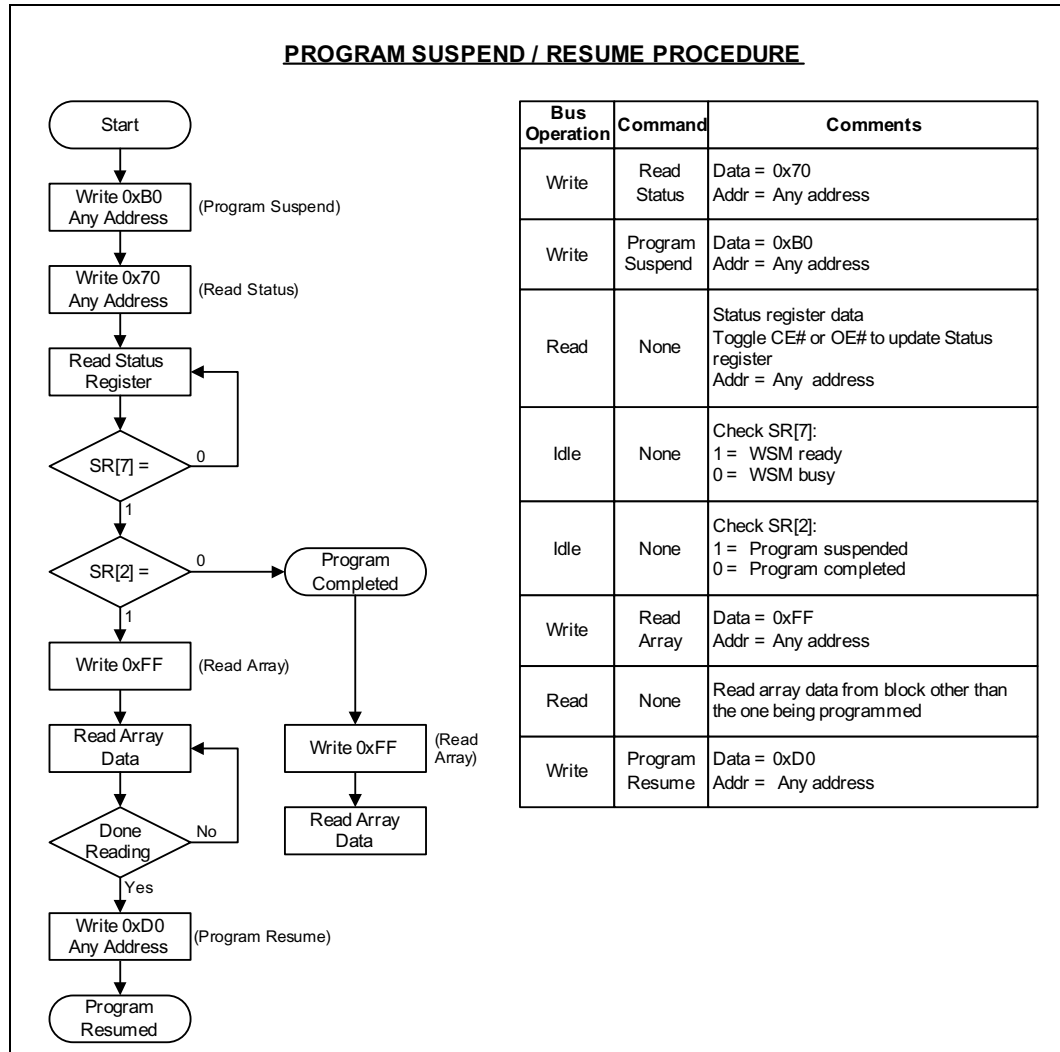 PROGRAM SUSPEND / RESUME PROCEDURE
Start
Write 0xB0
Any Address
(Program Suspend)
Write 0x70
Any Address
(Read Status)
Read Status
Register
SR[7] =
0
1
SR[2] =
0
1
Program
Completed
Write 0xFF
(Read Array)
Read Array
Data
Done
Reading
No
Yes
Write 0xD0
Any Address
(Program Resume)
Program
Resumed
Write 0xFF
(Read
Array)
Read Array
Data
Bus
Operation
Command
Comments
Write
Read
Status
Data = 0x70
Addr = Any address
Write
Program
Suspend
Data = 0xB0
Addr = Any address
Read
None
Status register data
Toggle CE# or OE# to update Status
register
Addr = Any address
Idle
None
Check SR[7]:
1 = WSM ready
0 = WSM busy
Idle
None
Check SR[2]:
1 = Program suspended
0 = Program completed
Write
Read
Array
Data = 0xFF
Addr = Any address
Read
None
Read array data from block other than
the one being programmed
Write
Program
Resume
Data = 0xD0
Addr = Any address